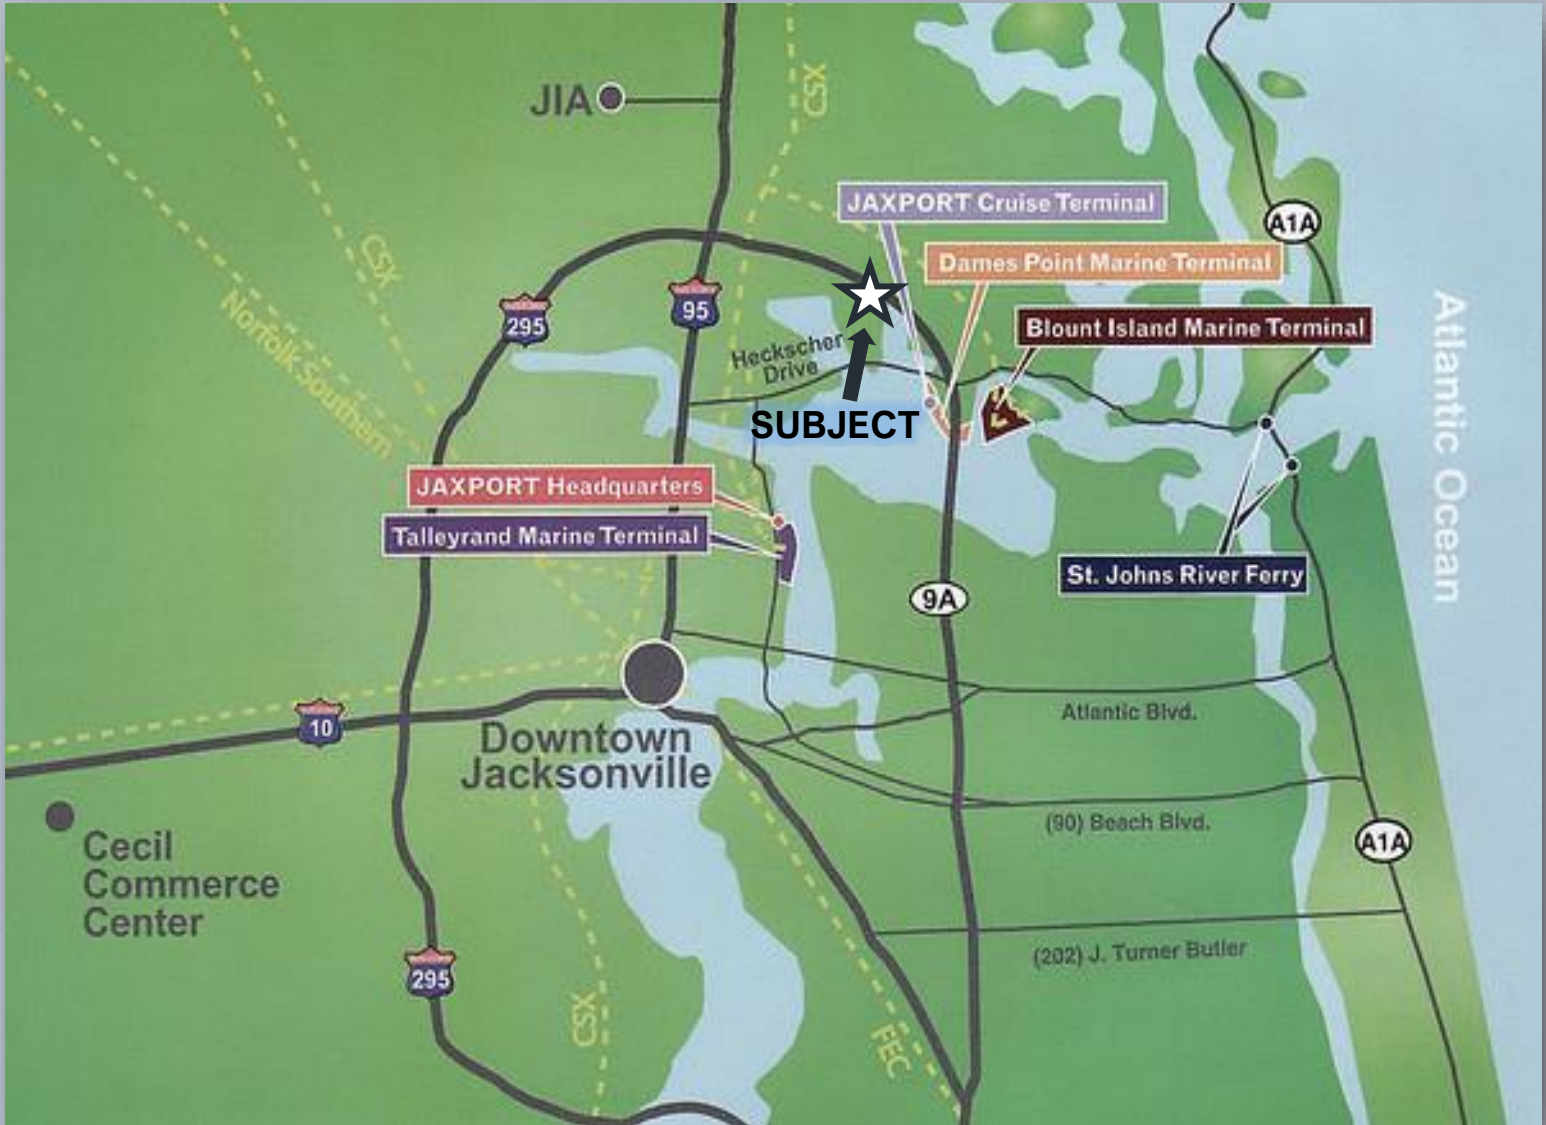 CSX
JIA
JAXPORT Cruise Terminal
A1A
CSX
Dames Point Marine Terminal
295
95
Blount Island Marine Terminal
Norfolk Southern
Heckscher
Drive
Atlantic Ocean
SUBJECT
JAXPORT Headquarters
Talleyrand Marine Terminal
St. Johns River Ferry
9A
10
Atlantic Blvd.
Downtown
Jacksonville
(90) Beach Blvd.
A1A
Cecil
Commerce
Center
(202) J. Turner Butler
295
CSX
FEC